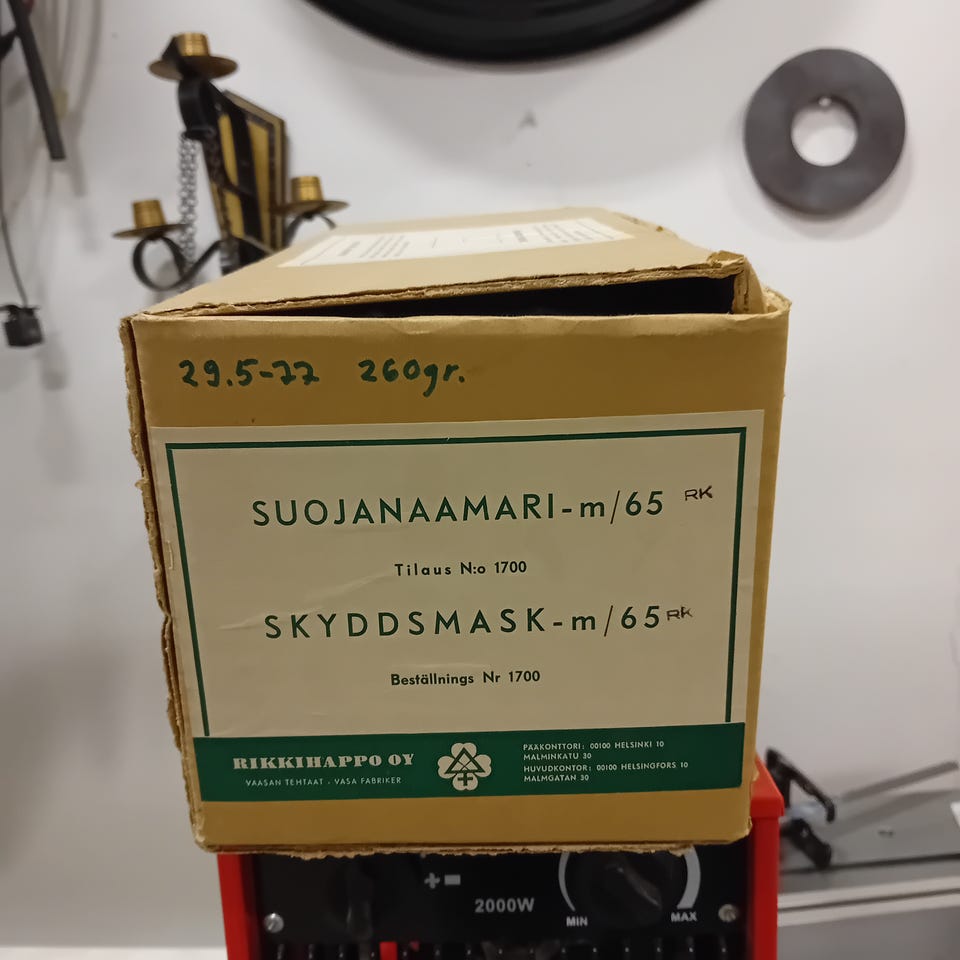 29.5-77 260gr.
SUOJANAAMARI-m/65 RK
Tilaus N:o 1700
SKYDDSMASK-m/65 RK
Beställnings Nr 1700
RIKKIHAPPO OY
VAASAN TEHTAAT - VASA FABRIKER
PÄÄKONTTORI: 00100 HELSINKI 10
MALMINKATU 30
HUVUDKONTOR: 00100 HELSINGFORS 10
MALMGATAN 30
2000W
MIN
MAX